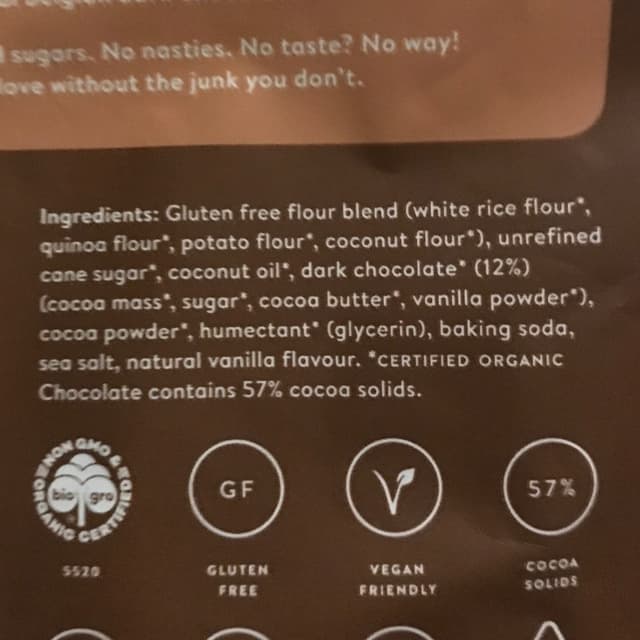 sugars. No nasties. No taste? No way!
love without the junk you don't.
Ingredients: Gluten free flour blend (white rice flour*,
quinoa flour*, potato flour*, coconut flour*), unrefined
cane sugar*, coconut oil*, dark chocolate* (12%)
(cocoa mass*, sugar*, cocoa butter*, vanilla powder*),
cocoa powder*, humectant* (glycerin), baking soda,
sea salt, natural vanilla flavour. *CERTIFIED ORGANIC
Chocolate contains 57% cocoa solids.
NON GMO &
ORGANIC CERTIFIED
bio gro
5520
GF
GLUTEN
FREE
V
VEGAN
FRIENDLY
57%
COCOA
SOLIDS